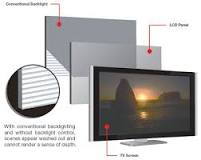 Conventional Backlight
LCD Panel
With conventional backlighting
and without backlight control,
scenes appear washed out and
cannot render a sense of depth.
TV Screen